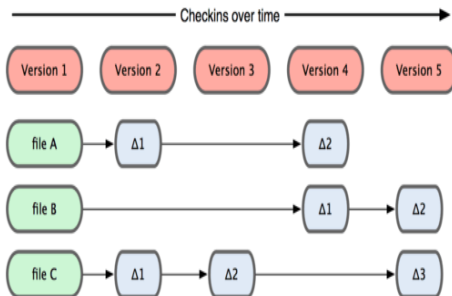 Checkins over time
Version 1 Version 2 Version 3 Version 4 Version 5
file A Δ1 Δ2
file B Δ1 Δ2
file C Δ1 Δ2 Δ3